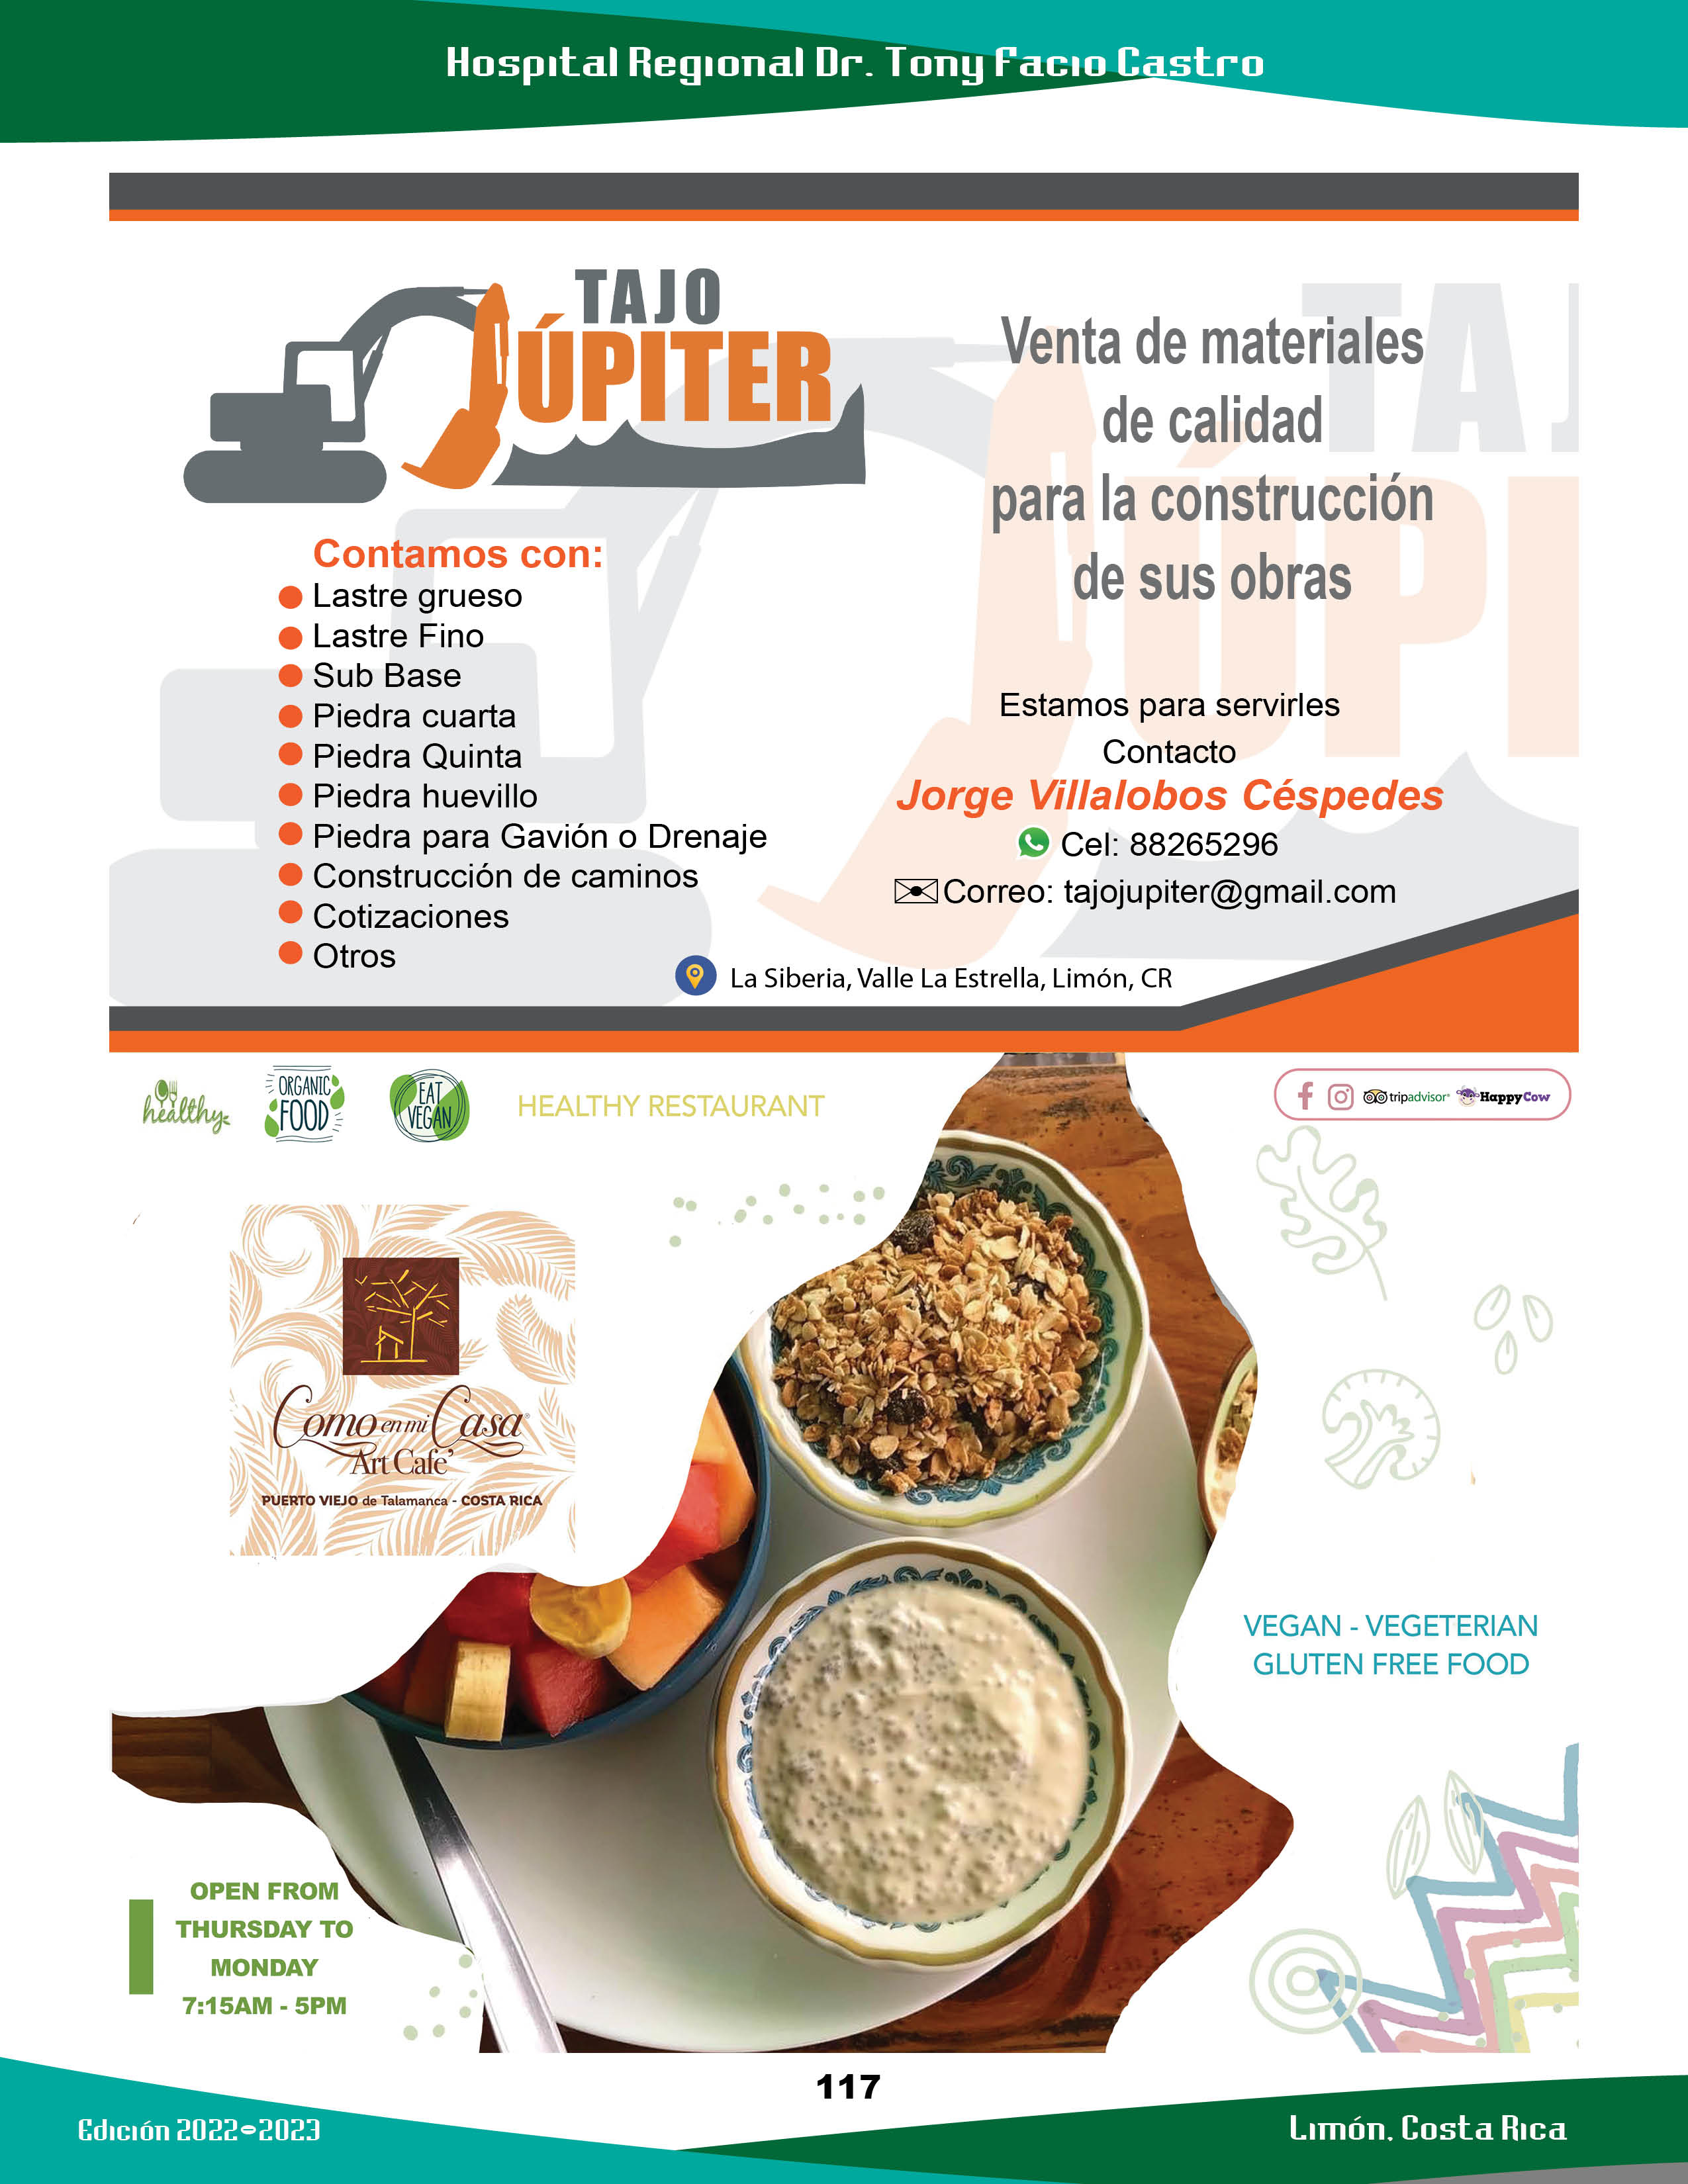 Hospital Regional Dr. Tony Facio Castro
TAJO
JÚPITER
Venta de materiales
de calidad
para la construcción
de sus obras
Contamos con:
Lastre grueso
Lastre Fino
Sub Base
Piedra cuarta
Piedra Quinta
Piedra huevillo
Piedra para Gavión o Drenaje
Construcción de caminos
Cotizaciones
Otros
Estamos para servirles
Contacto
Jorge Villalobos Céspedes
Cel: 88265296
Correo: tajojupiter@gmail.com
La Siberia, Valle La Estrella, Limón, CR
healthy
ORGANIC
FOOD
EAT
VEGAN
HEALTHY RESTAURANT
tripadvisor HappyCow
Como en mi Casa
Art Cafe'
PUERTO VIEJO de Talamanca - COSTA RICA
VEGAN - VEGETERIAN
GLUTEN FREE FOOD
OPEN FROM
THURSDAY TO
MONDAY
7:15AM - 5PM
117
Edición 2022-2023
Limón, Costa Rica